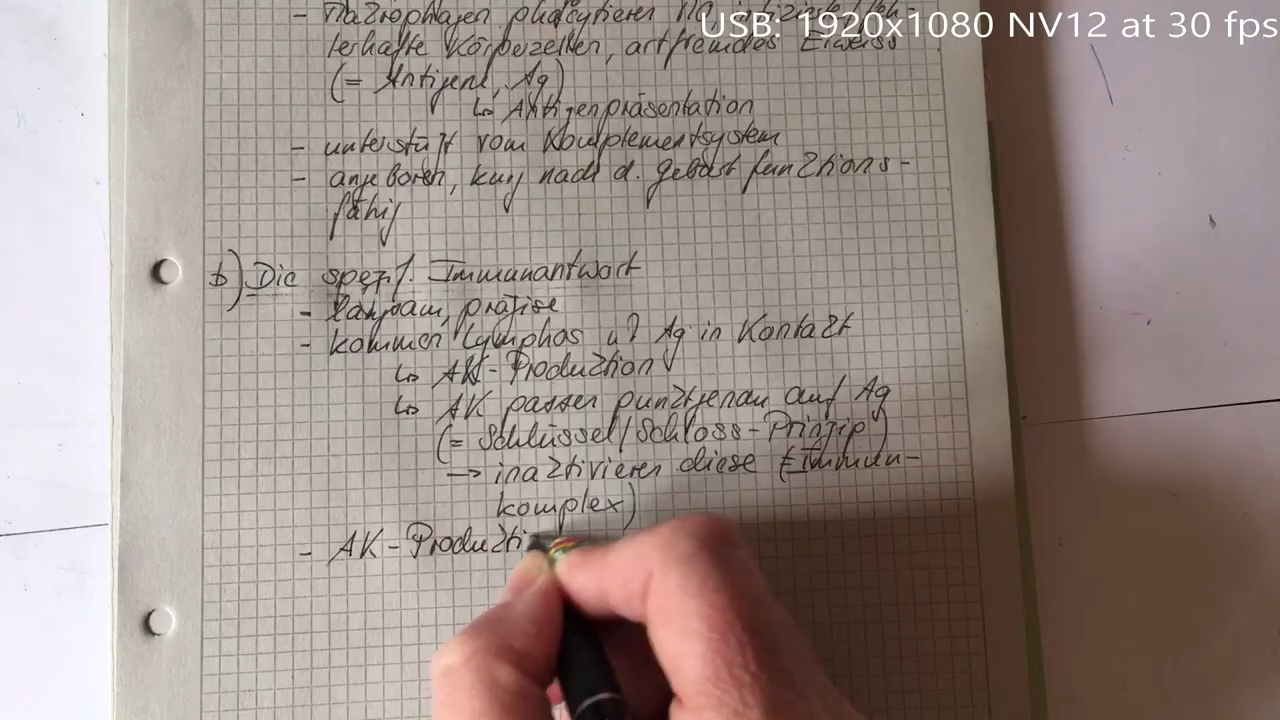 - Makrophagen phagcytieren
USB: 1920x1080 NV12 at 30 fps
lerhafte Körperzellen, artfremdes Eiweiss
(= Antigene, Ag)
↳ Antigenpräsentation
- unterstützt vom Komplementsystem
- angeboren, kurz nach d. Geburt funktions-
fähig
b) Die spezif. Immunantwort
- langsam, präzise
- kommen Lymphos u? Ag in Kontakt
↳ AK-Produktion
↳ AK passen punktgenau auf Ag
(= Schlüssel/Schloss-Prinzip)
→ inaktivieren diese (Immun-
komplex)
- AK-Produkti